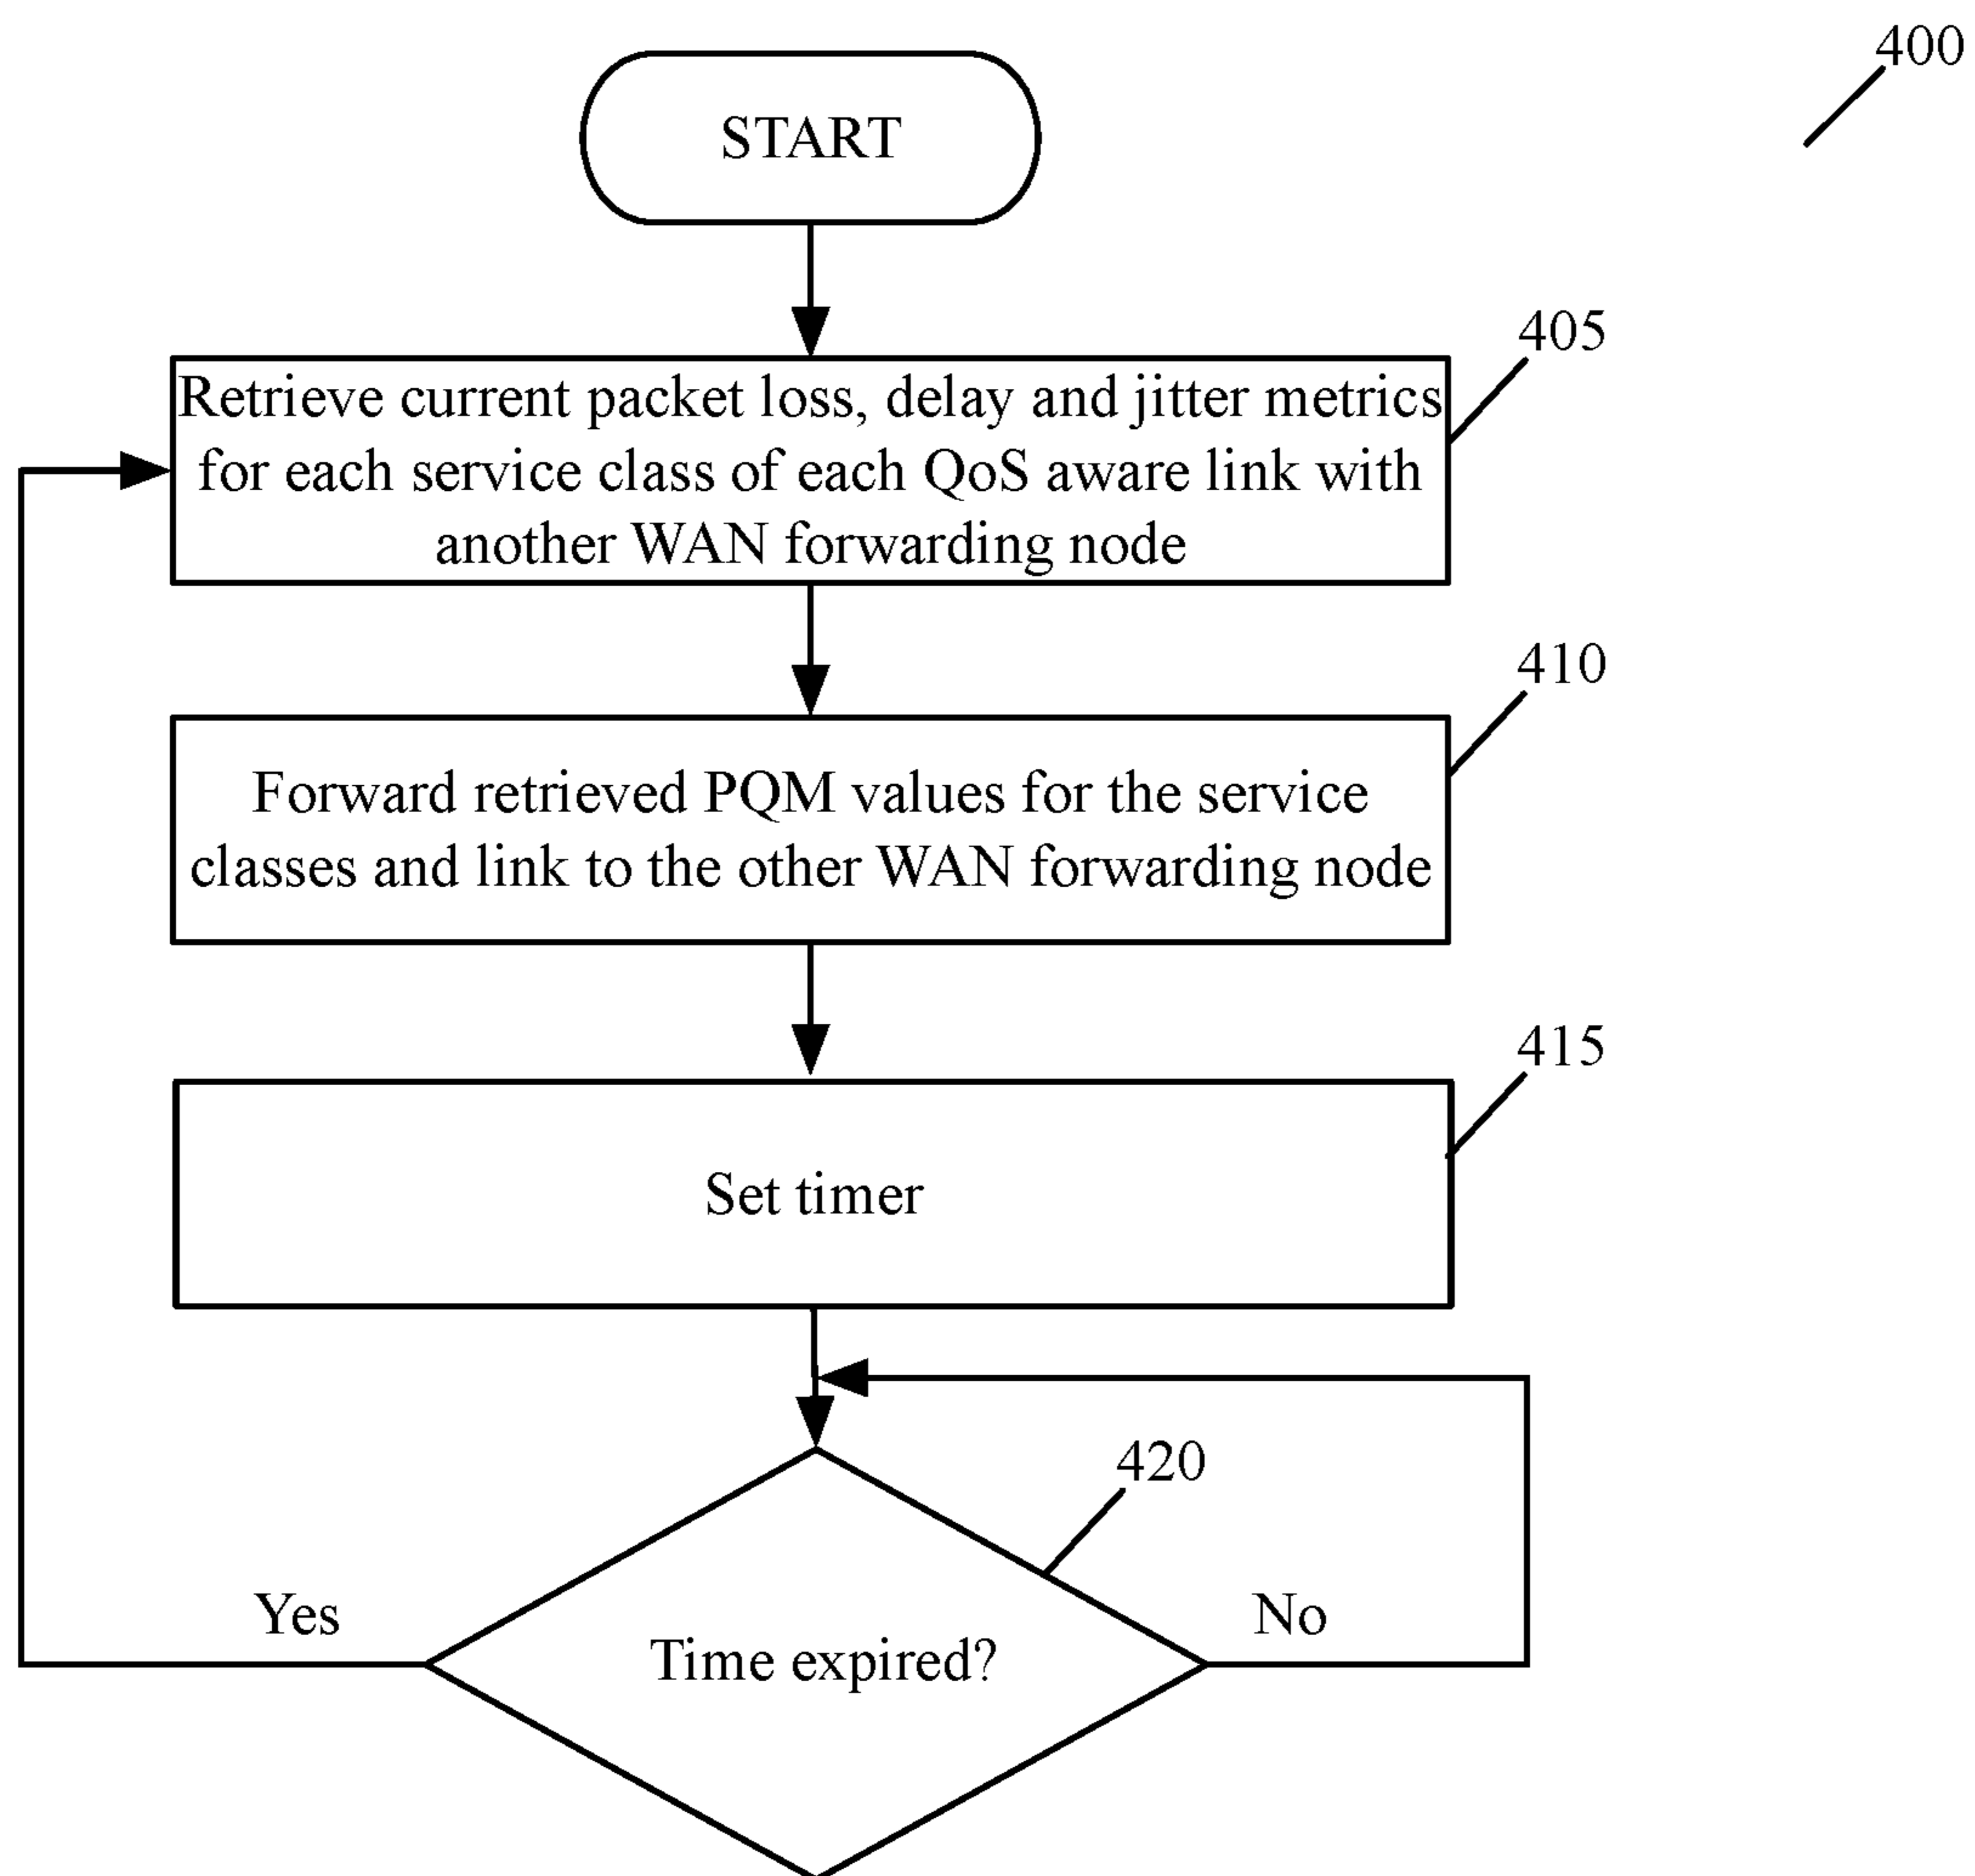 400
START
405
Retrieve current packet loss, delay and jitter metrics
for each service class of each QoS aware link with
another WAN forwarding node
410
Forward retrieved PQM values for the service
classes and link to the other WAN forwarding node
415
Set timer
420
Yes
No
Time expired?